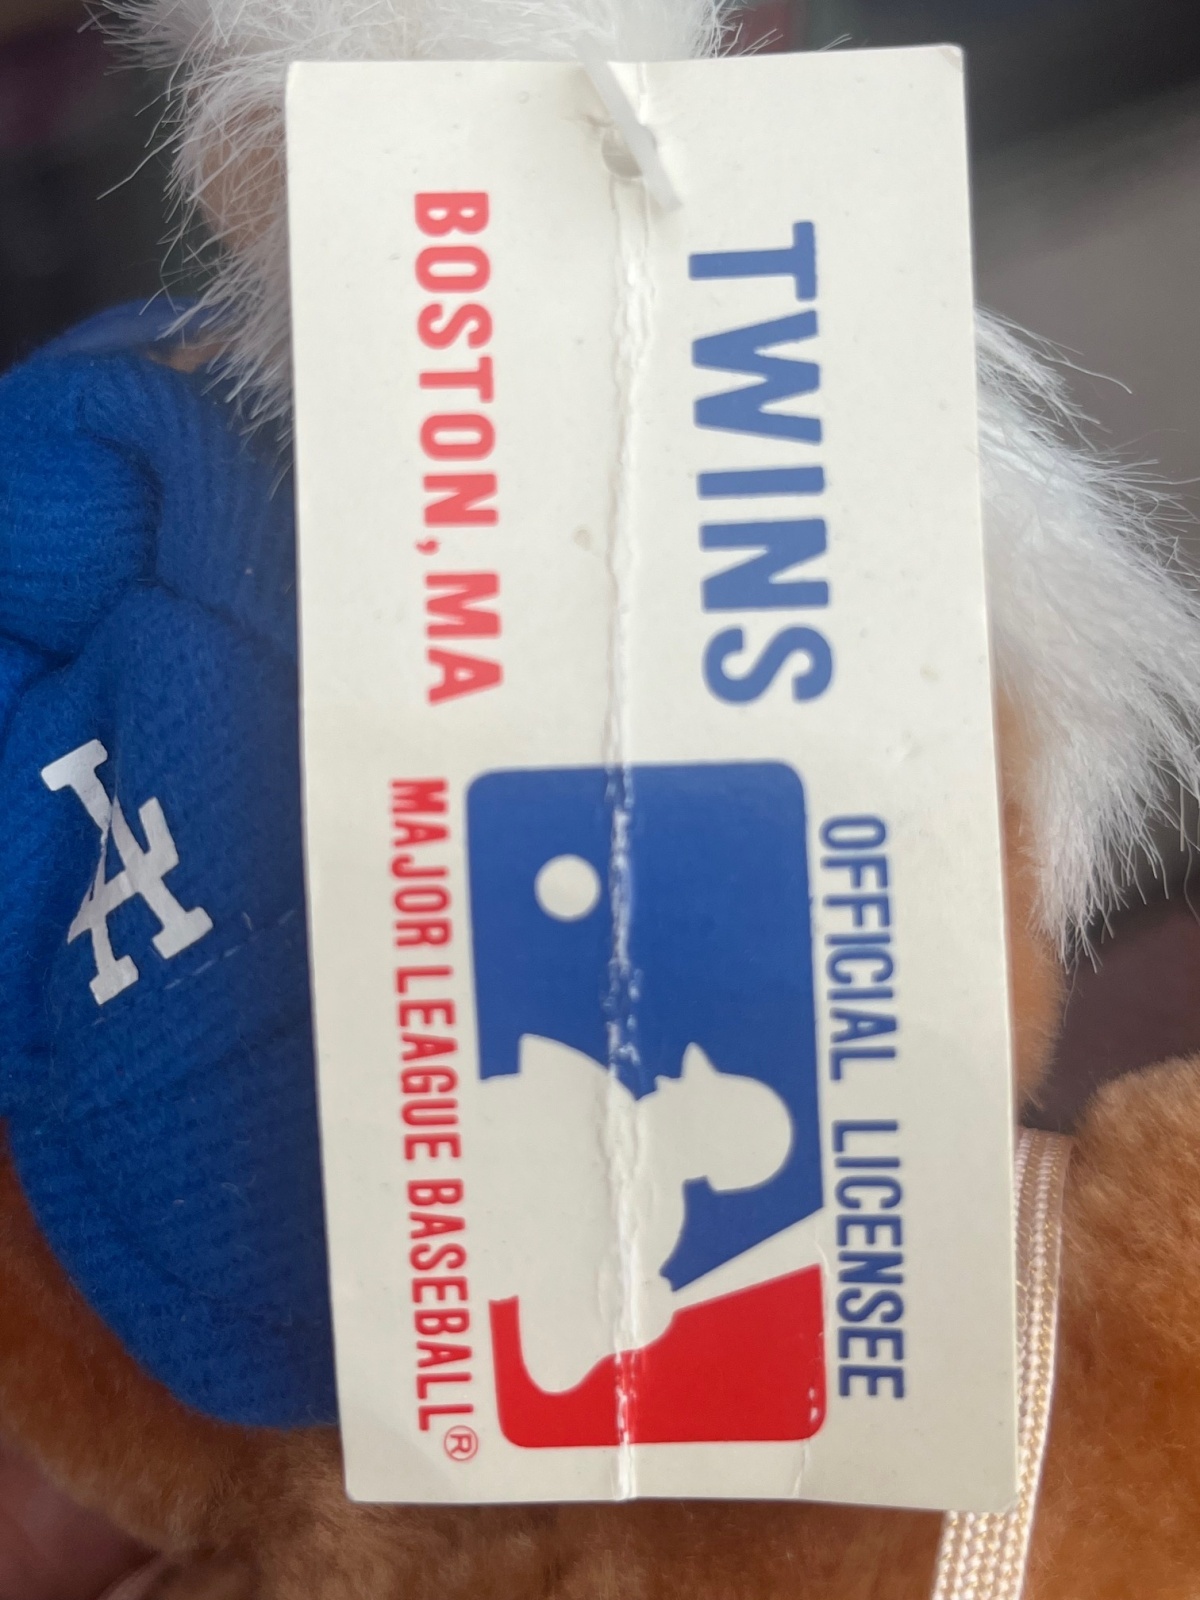 TWINS
BOSTON, MA
OFFICIAL LICENSEE
MAJOR LEAGUE BASEBALL®
LA